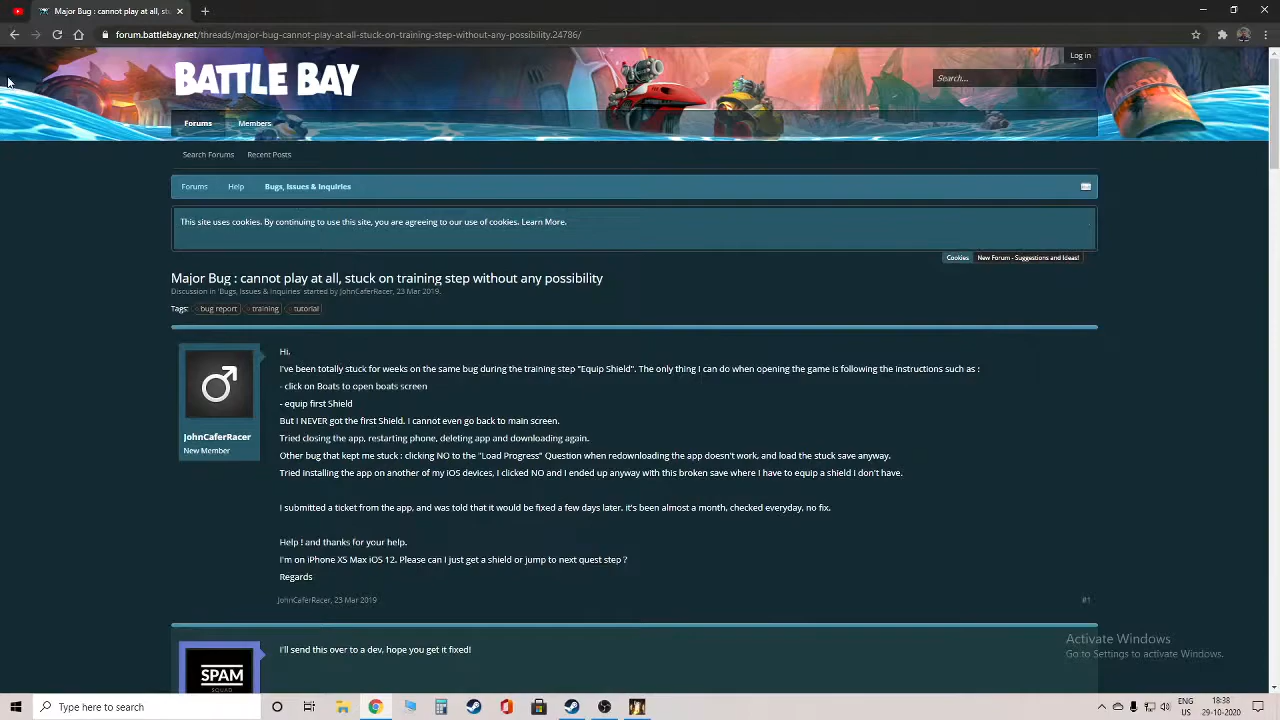 Major Bug : cannot play at all, stu
forum.battlebay.net/threads/major-bug-cannot-play-at-all-stuck-on-training-step-without-any-possibility.24786/
Log in
BATTLE BAY
Search...
Forums Members
Search Forums Recent Posts
Forums Help Bugs, Issues & Inquiries
This site uses cookies. By continuing to use this site, you are agreeing to our use of cookies. Learn More.
Cookies New Forum - Suggestions and Ideas!
Major Bug : cannot play at all, stuck on training step without any possibility
Discussion in 'Bugs, Issues & Inquiries' started by JohnCaferRacer, 23 Mar 2019.
Tags: bug report training tutorial
Hi,
I've been totally stuck for weeks on the same bug during the training step "Equip Shield". The only thing I can do when opening the game is following the instructions such as :
- click on Boats to open boats screen
- equip first Shield
But I NEVER got the first Shield. I cannot even go back to main screen.
Tried closing the app, restarting phone, deleting app and downloading again.
Other bug that kept me stuck : clicking NO to the "Load Progress" Question when redownloading the app doesn't work, and load the stuck save anyway.
Tried installing the app on another of my iOS devices, I clicked NO and I ended up anyway with this broken save where I have to equip a shield I don't have.
I submitted a ticket from the app, and was told that it would be fixed a few days later. it's been almost a month, checked everyday, no fix.
Help ! and thanks for your help.
I'm on iPhone XS Max iOS 12. Please can I just get a shield or jump to next quest step ?
Regards
JohnCaferRacer
New Member
JohnCaferRacer, 23 Mar 2019 #1
I'll send this over to a dev, hope you get it fixed!
SPAM
SQUAD
Activate Windows
Go to Settings to activate Windows.
Type here to search
ENG
US
18:38
29-10-2020